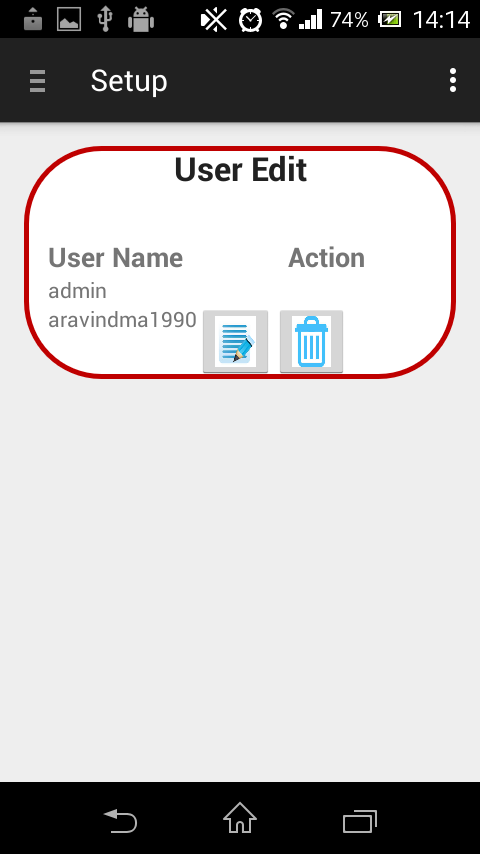 74% 14:14
Setup
User Edit
User Name Action
admin
aravindma1990